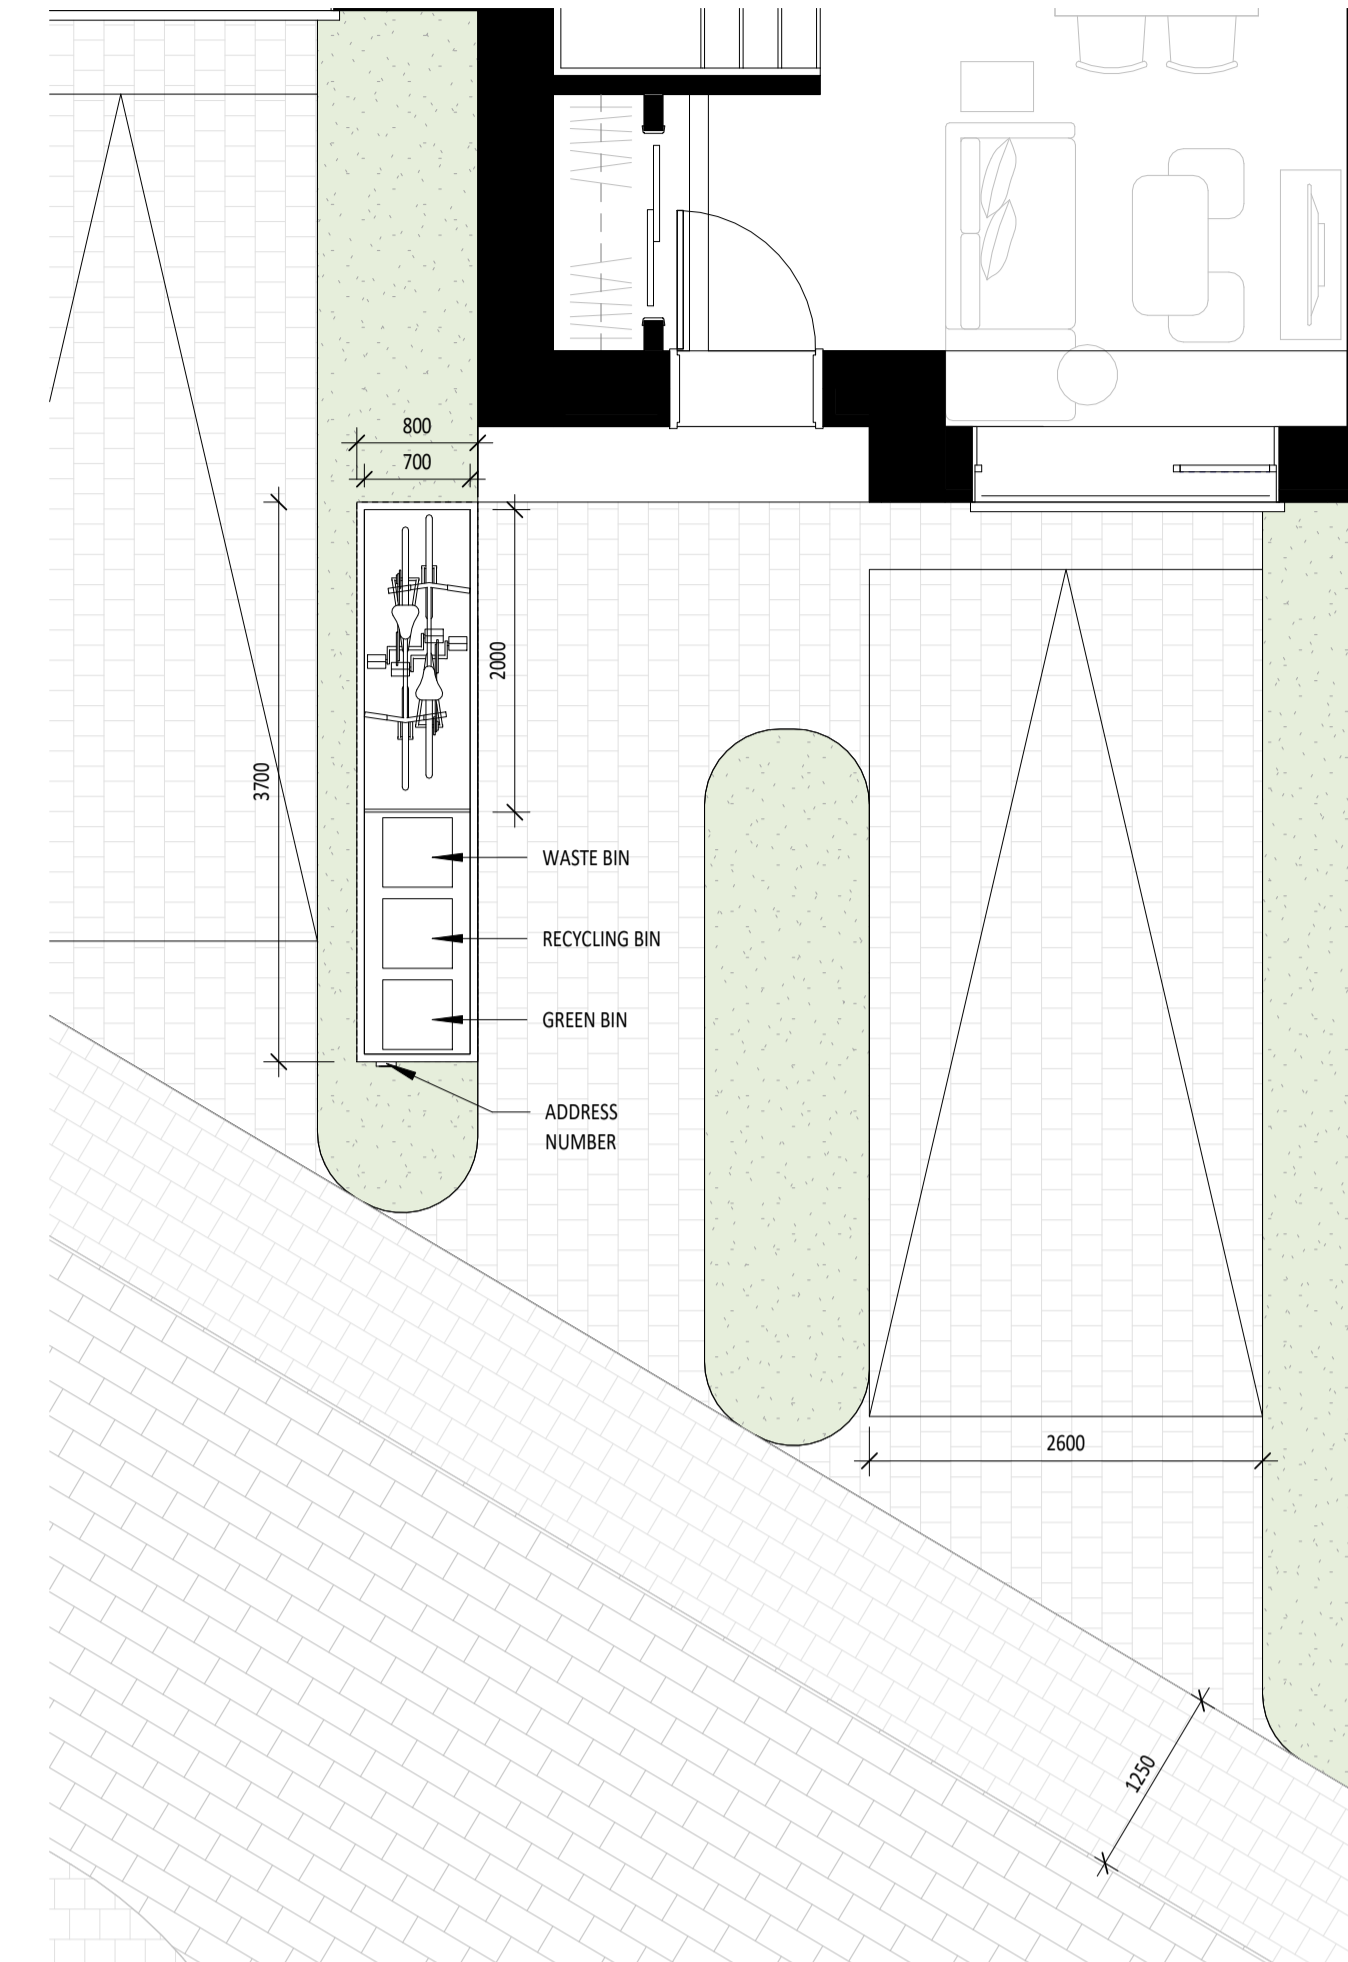 800
700
2000
3700
WASTE BIN
RECYCLING BIN
GREEN BIN
ADDRESS
NUMBER
2600
1250